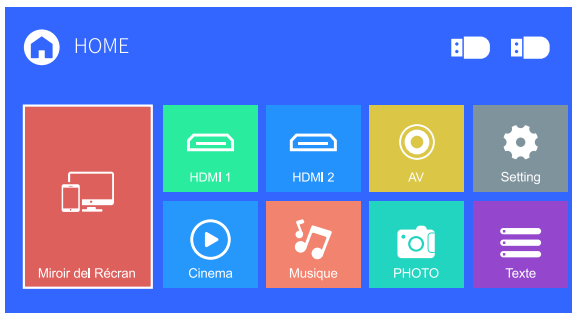 HOME
HDMI 1
HDMI 2
AV
Setting
Miroir del Récran
Cinema
Musique
PHOTO
Texte